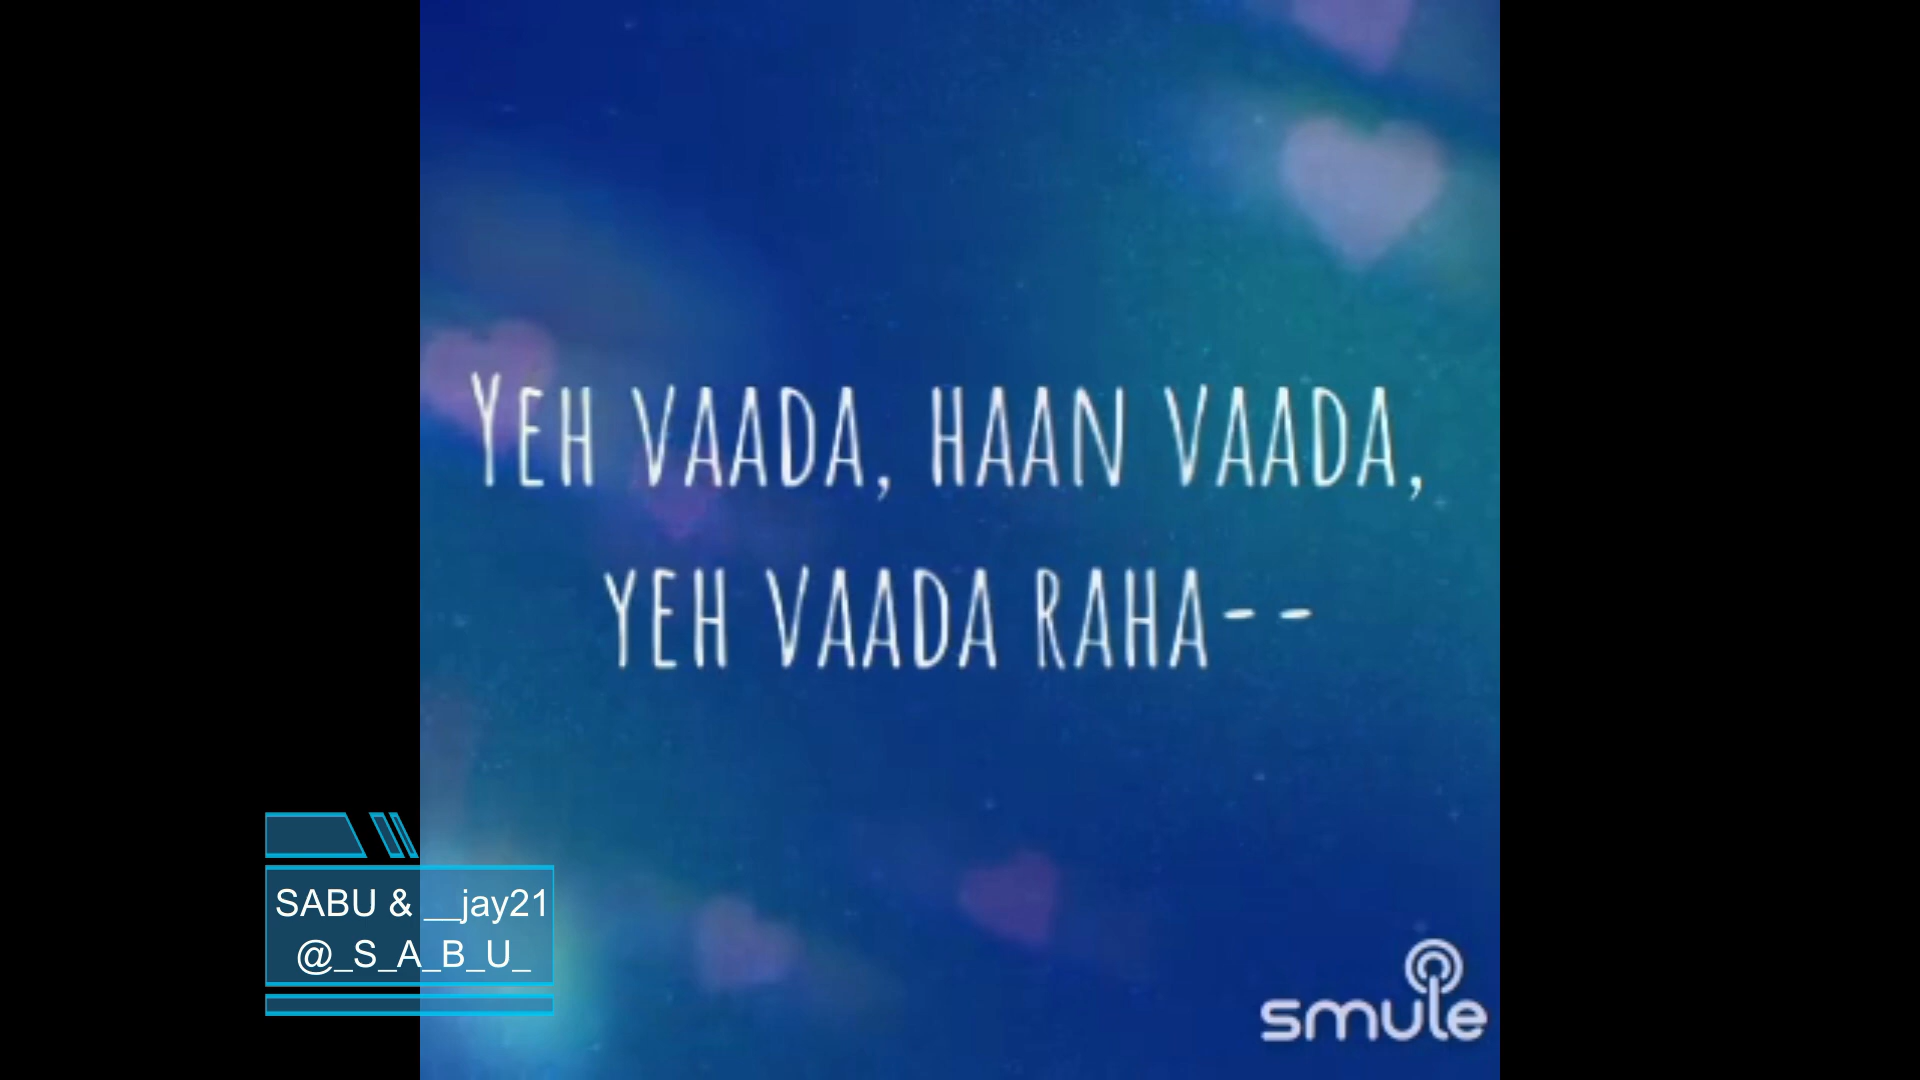 Yeh vaada, haan vaada,
yeh vaada raha--
SABU & __jay21
@_S_A_B_U_
smule